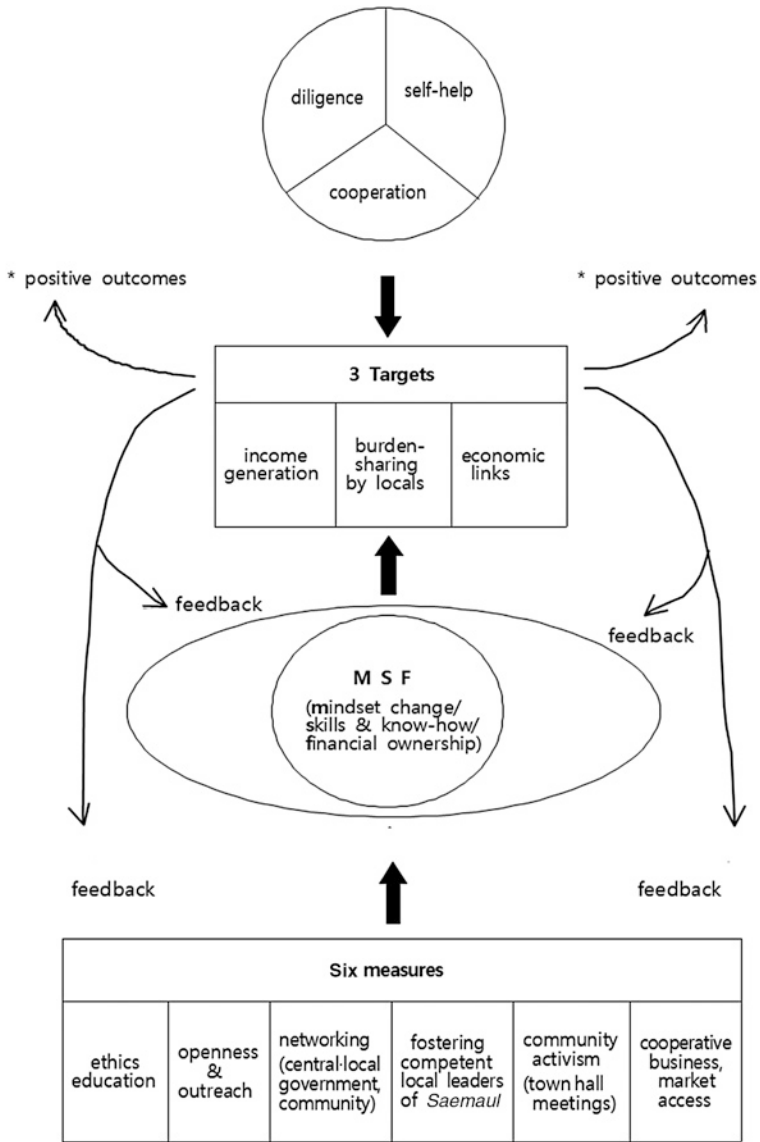 diligence
self-help
cooperation
* positive outcomes
* positive outcomes
3 Targets
income
generation
burden-
sharing
by locals
economic
links
feedback
feedback
M S F
(mindset change/
skills & know-how/
financial ownership)
feedback
feedback
Six measures
ethics
education
openness
&
outreach
networking
(central·local
government,
community)
fostering
competent
local leaders
of Saemaul
community
activism
(town hall
meetings)
cooperative
business,
market
access